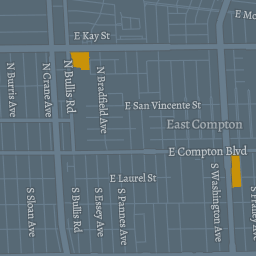 E Kay St
N Burris Ave
N Crane Ave
N Bullis Rd
N Bradfield Ave
E San Vincente St
East Compton
E Compton Blvd
E Laurel St
S Sloan Ave
S Bullis Rd
S Essey Ave
S Pannes Ave
S Washington Ave